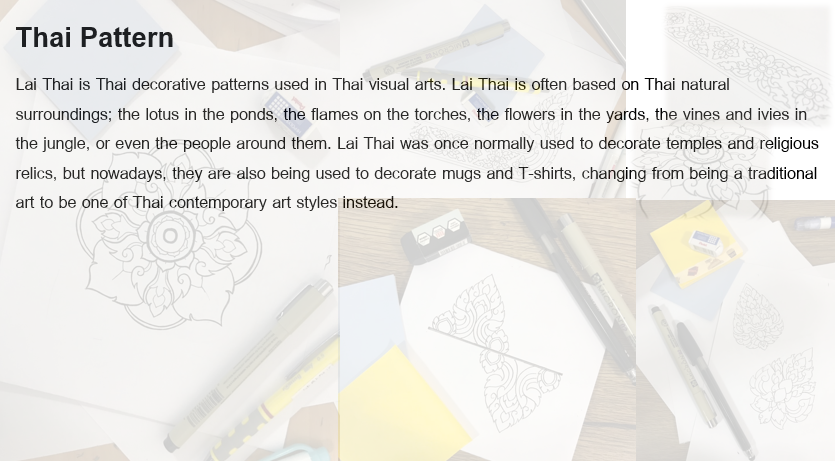 Thai Pattern
Lai Thai is Thai decorative patterns used in Thai visual arts. Lai Thai is often based on Thai natural
surroundings; the lotus in the ponds, the flames on the torches, the flowers in the yards, the vines and ivies in
the jungle, or even the people around them. Lai Thai was once normally used to decorate temples and religious
relics, but nowadays, they are also being used to decorate mugs and T-shirts, changing from being a traditional
art to be one of Thai contemporary art styles instead.